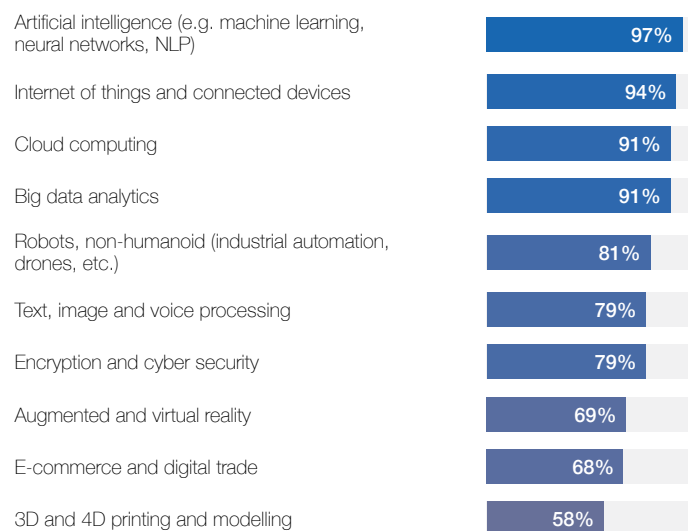 Artificial intelligence (e.g. machine learning,
neural networks, NLP)
97%
Internet of things and connected devices
94%
Cloud computing
91%
Big data analytics
91%
Robots, non-humanoid (industrial automation,
drones, etc.)
81%
Text, image and voice processing
79%
Encryption and cyber security
79%
Augmented and virtual reality
69%
E-commerce and digital trade
68%
3D and 4D printing and modelling
58%